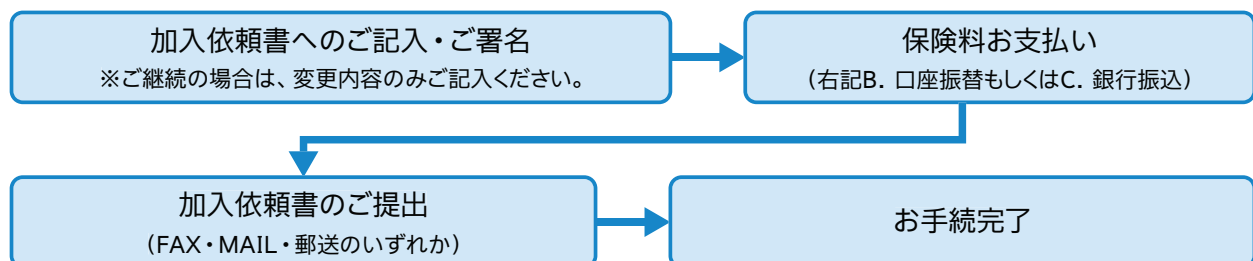 加入依頼書へのご記入・ご署名
※ご継続の場合は、変更内容のみご記入ください。
保険料お支払い
（右記B．口座振替もしくはC．銀行振込）
加入依頼書のご提出
（FAX・MAIL・郵送のいずれか）
お手続完了